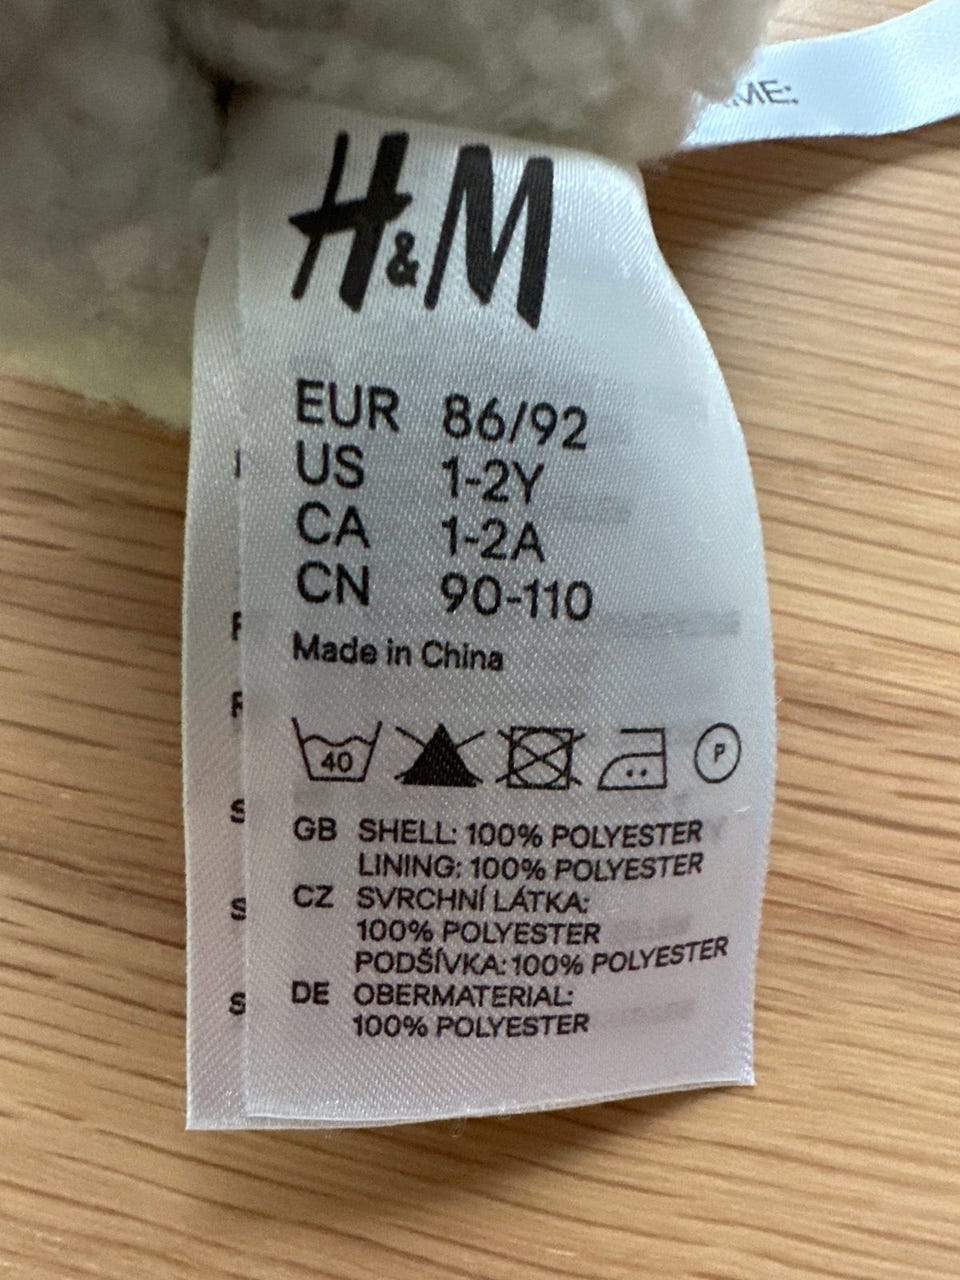 ME:
H&M
EUR 86/92
US 1-2Y
CA 1-2A
CN 90-110
Made in China
40 P
GB SHELL: 100% POLYESTER
LINING: 100% POLYESTER
CZ SVRCHNÍ LÁTKA:
100% POLYESTER
PODŠÍVKA: 100% POLYESTER
DE OBERMATERIAL:
100% POLYESTER